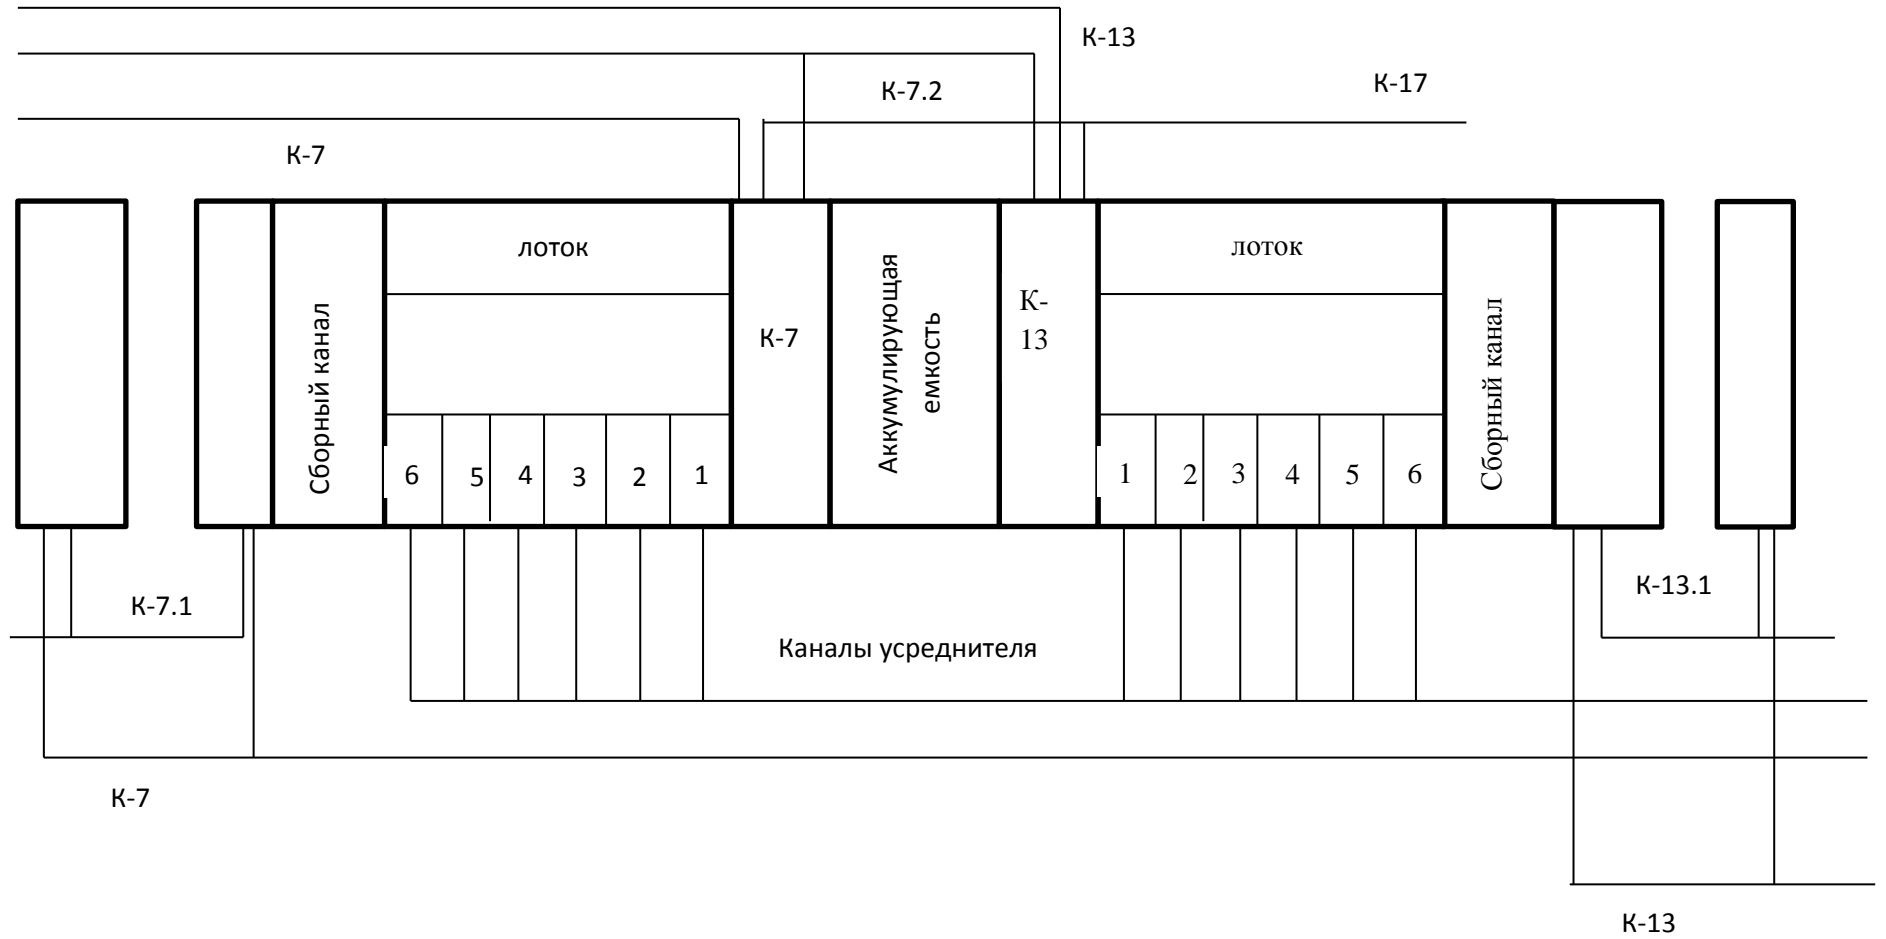 К-13
К-7.2
К-17
К-7
лоток
лоток
Сборный канал
К-7
Аккумулирующая
емкость
К-
13
Сборный канал
6 5 4 3 2 1
1 2 3 4 5 6
К-7.1
К-13.1
Каналы усреднителя
К-7
К-13